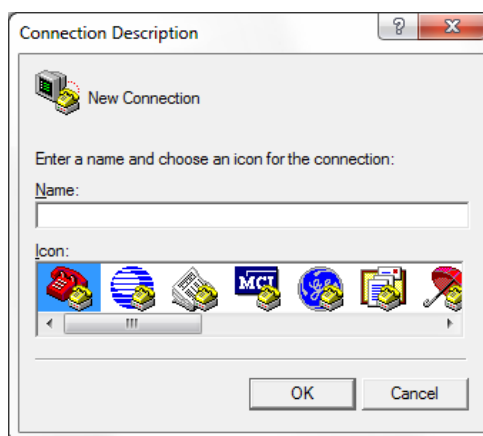 Connection Description
?
New Connection
Enter a name and choose an icon for the connection:
Name:
Icon:
MCI
OK
Cancel